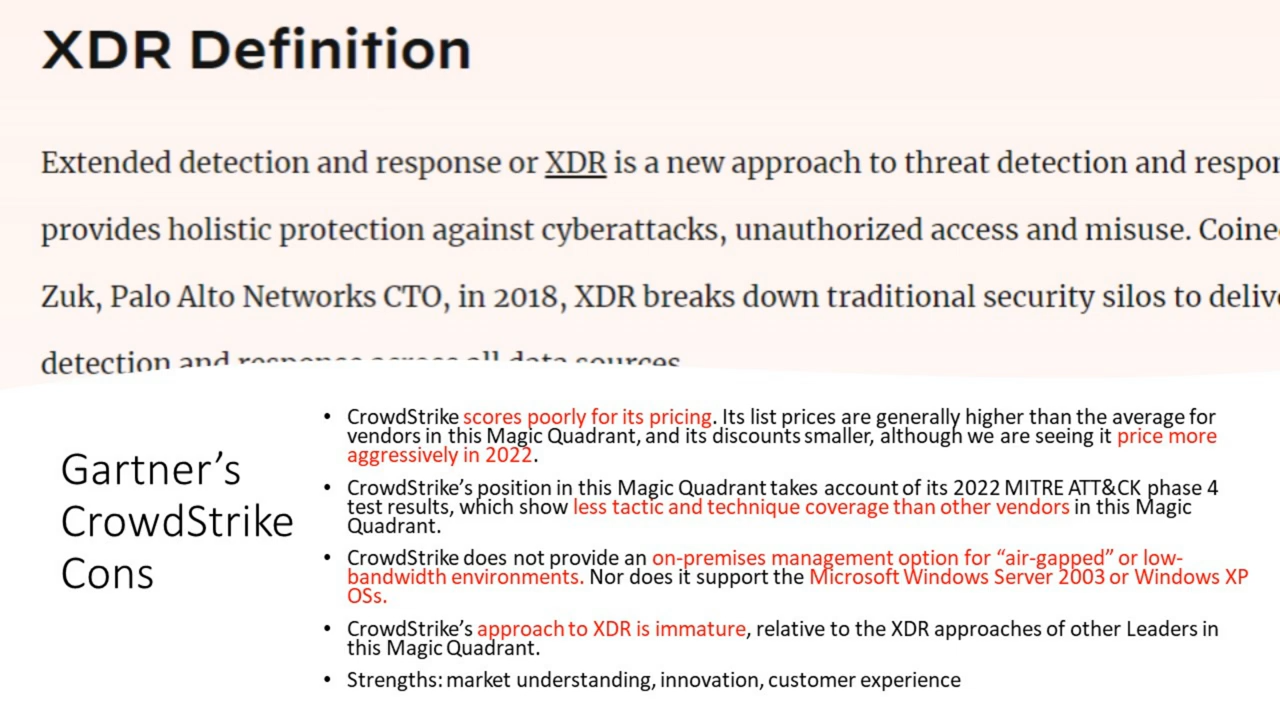 XDR Definition
Extended detection and response or XDR is a new approach to threat detection and respon
provides holistic protection against cyberattacks, unauthorized access and misuse. Coine
Zuk, Palo Alto Networks CTO, in 2018, XDR breaks down traditional security silos to delive
detection and response across all data sources.
Gartner’s
CrowdStrike
Cons
• CrowdStrike scores poorly for its pricing. Its list prices are generally higher than the average for
vendors in this Magic Quadrant, and its discounts smaller, although we are seeing it price more
aggressively in 2022.
• CrowdStrike’s position in this Magic Quadrant takes account of its 2022 MITRE ATT&CK phase 4
test results, which show less tactic and technique coverage than other vendors in this Magic
Quadrant.
• CrowdStrike does not provide an on-premises management option for “air-gapped” or low-
bandwidth environments. Nor does it support the Microsoft Windows Server 2003 or Windows XP
OSs.
• CrowdStrike’s approach to XDR is immature, relative to the XDR approaches of other Leaders in
this Magic Quadrant.
• Strengths: market understanding, innovation, customer experience